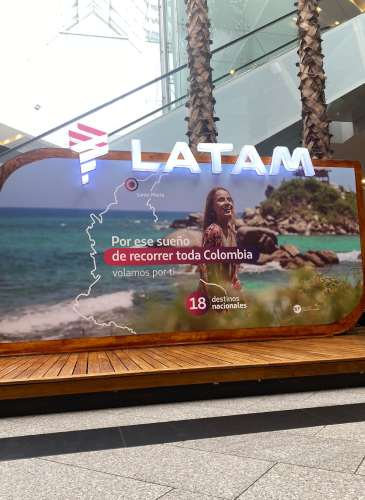 LATAM
Santa Marta
Por ese sueño
de recorrer toda Colombia
volamos por ti
18 destinos
nacionales